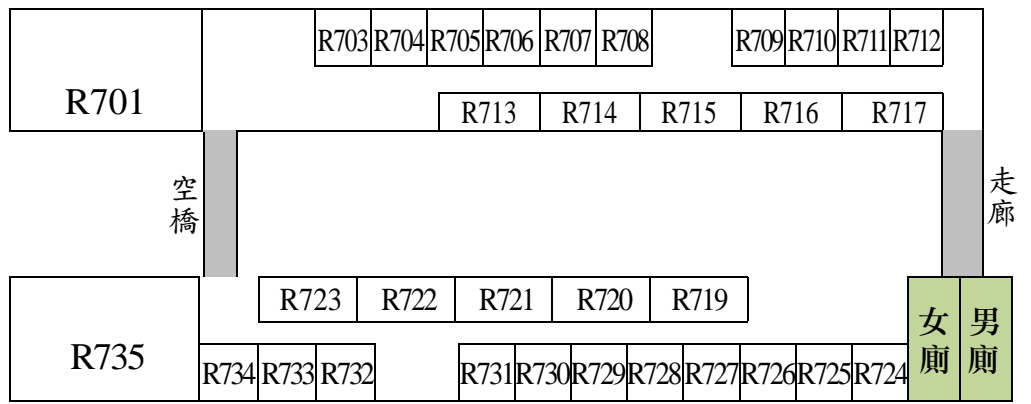 R703 R704 R705 R706 R707 R708 R709 R710 R711 R712
R701
R713 R714 R715 R716 R717
空橋
走廊
R723 R722 R721 R720 R719
女廁
男廁
R735
R734 R733 R732 R731 R730 R729 R728 R727 R726 R725 R724